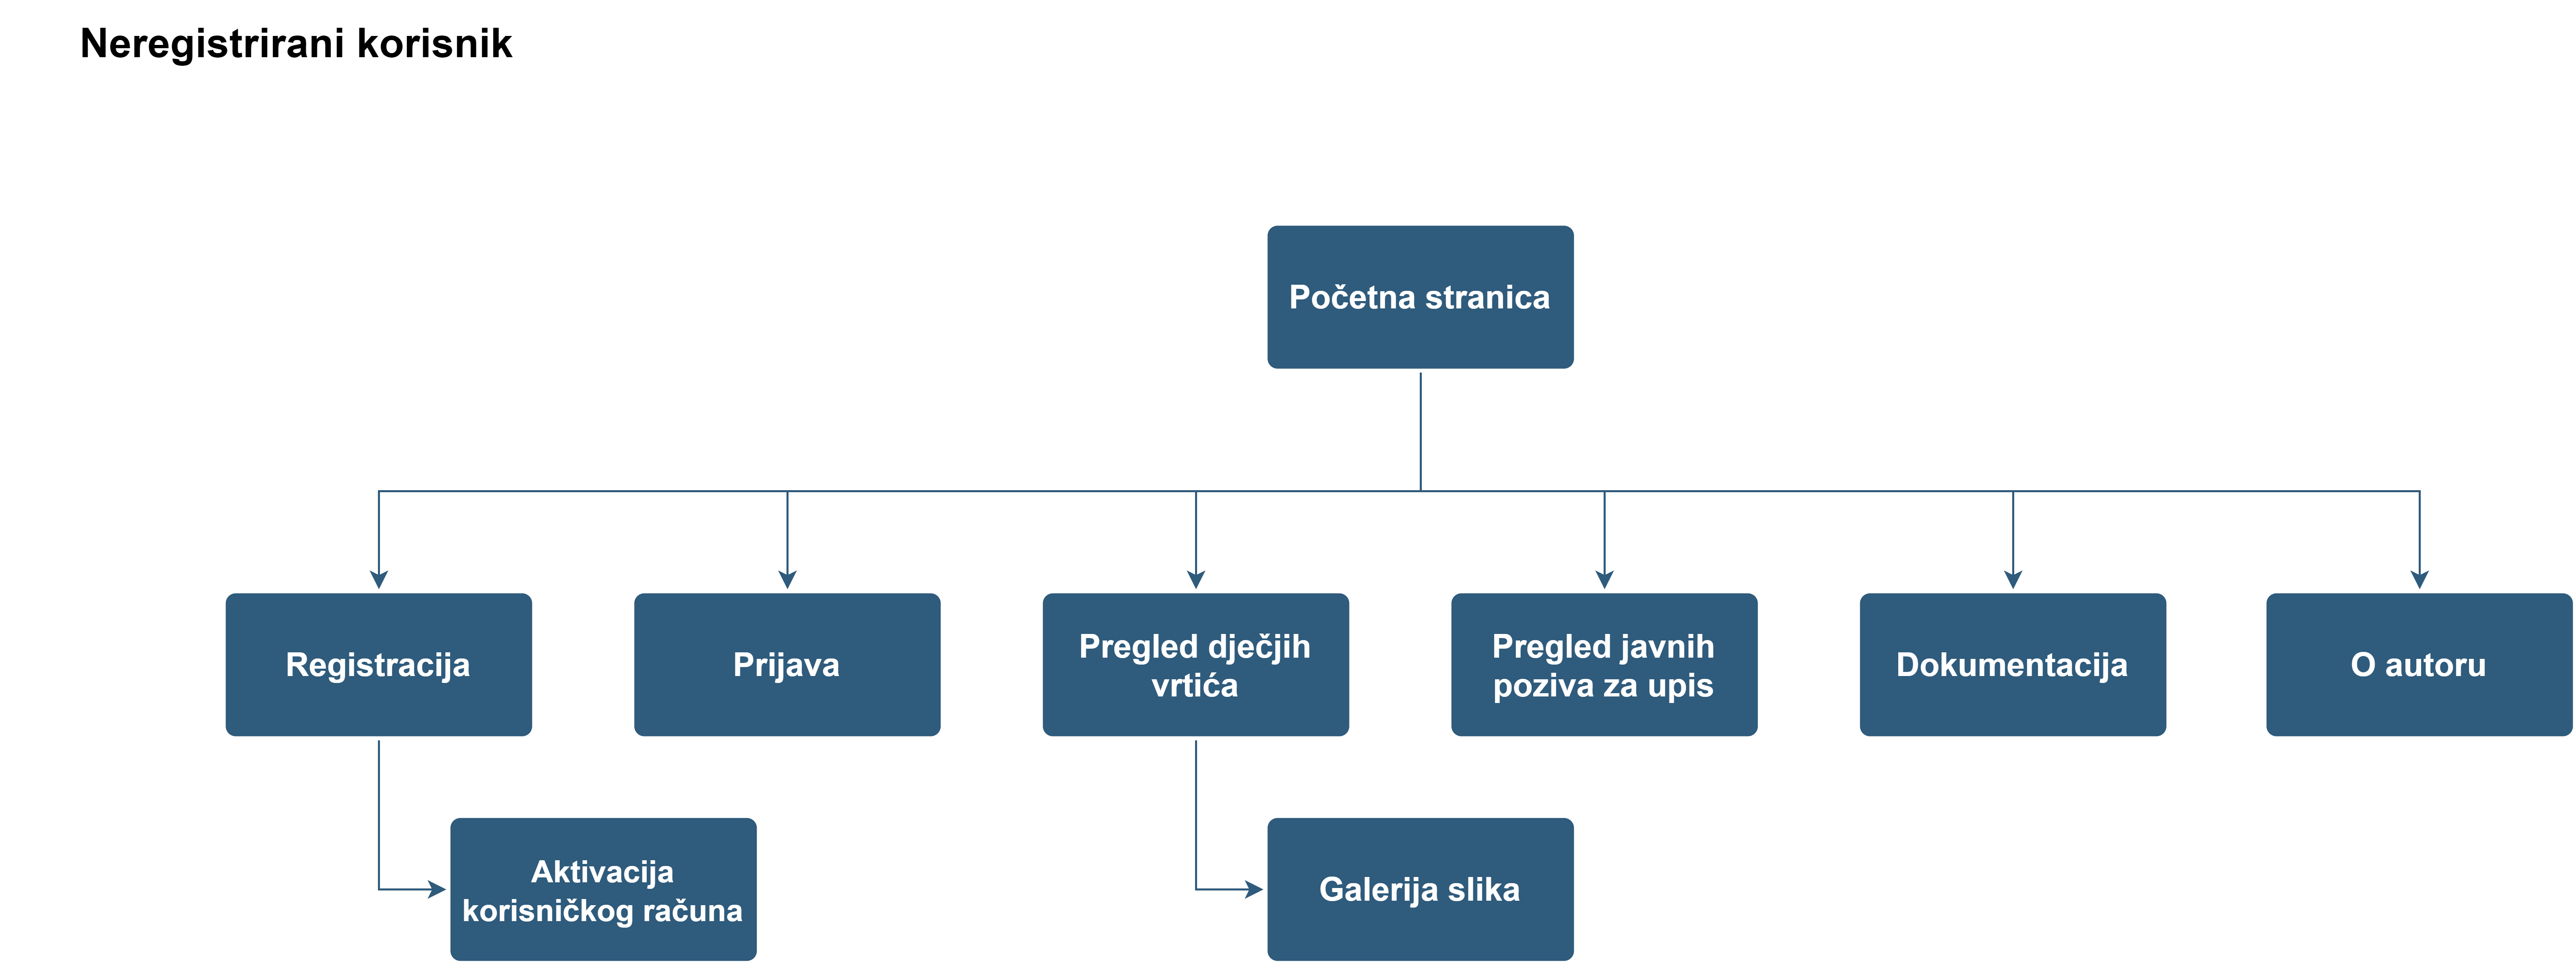 Neregistrirani korisnik
Početna stranica
Registracija
Prijava
Pregled dječjih
vrtića
Pregled javnih
poziva za upis
Dokumentacija
O autoru
Aktivacija
korisničkog računa
Galerija slika